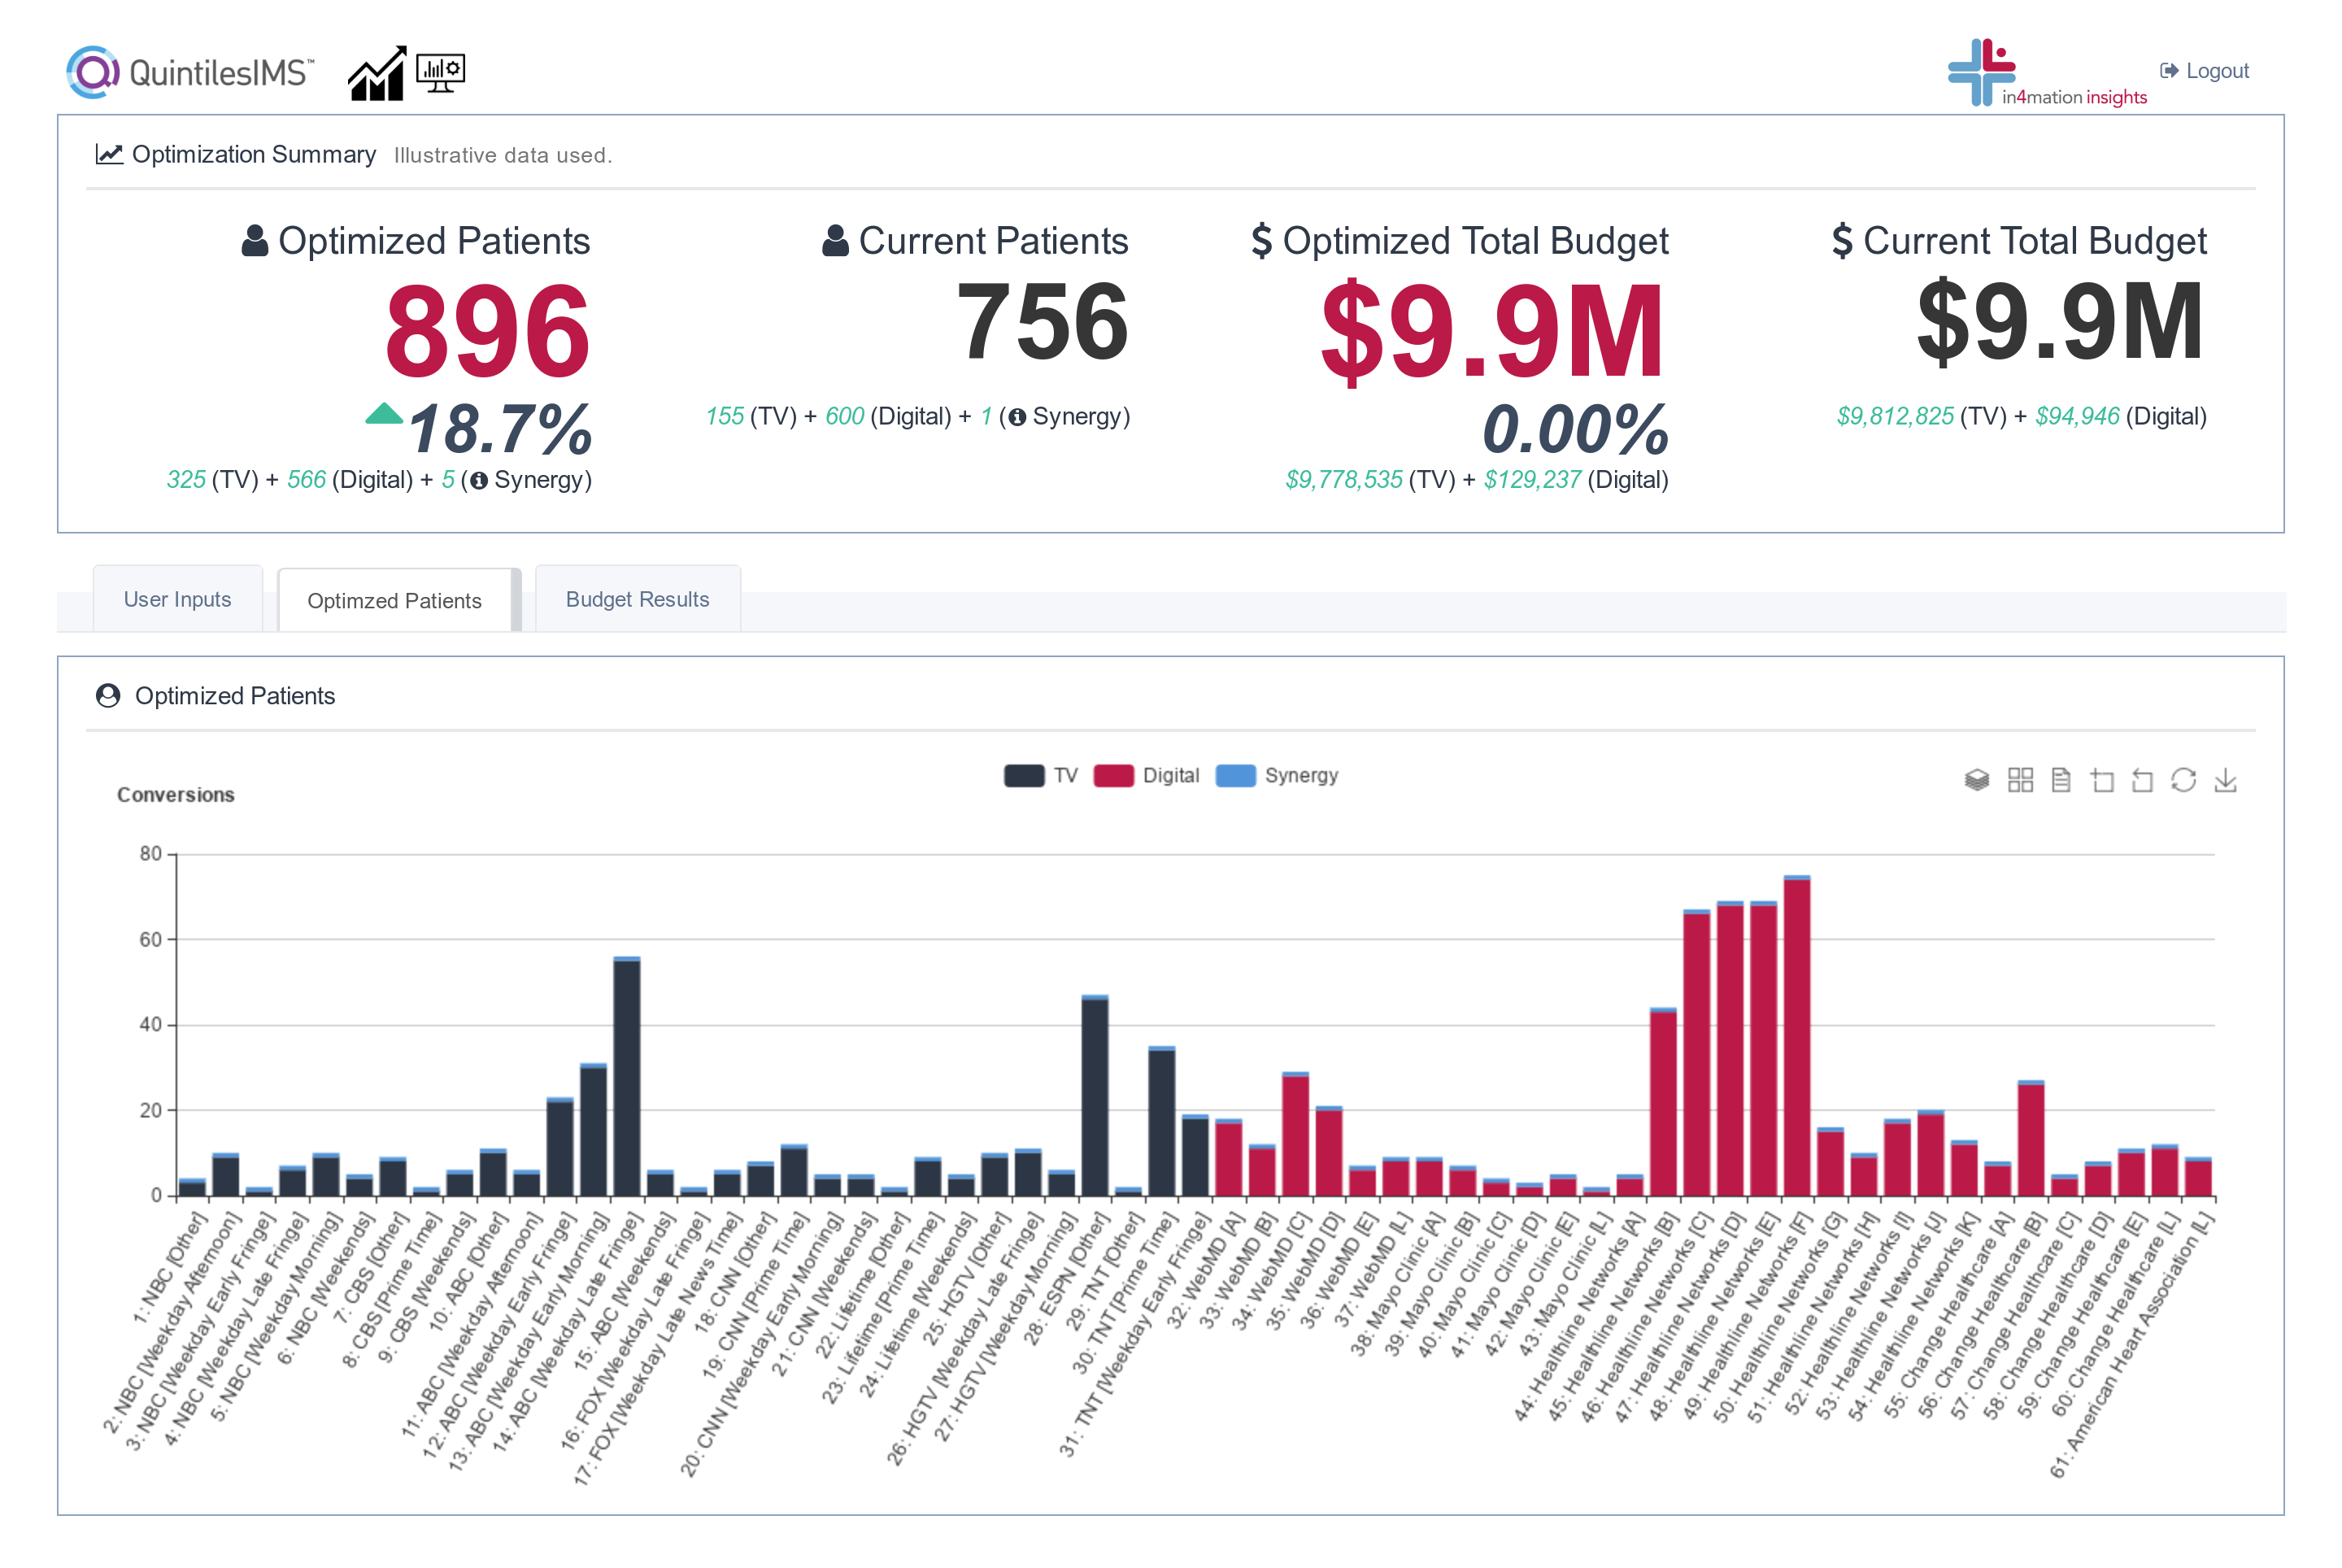 QuintilesIMS™
in4mation insights
Logout
Optimization Summary Illustrative data used.
Optimized Patients
896
18.7%
325 (TV) + 566 (Digital) + 5 ( Synergy)
Current Patients
756
155 (TV) + 600 (Digital) + 1 ( Synergy)
$ Optimized Total Budget
$9.9M
0.00%
$9,778,535 (TV) + $129,237 (Digital)
$ Current Total Budget
$9.9M
$9,812,825 (TV) + $94,946 (Digital)
User Inputs
Optimzed Patients
Budget Results
Optimized Patients
TV Digital Synergy
Conversions
80
60
40
20
0
1: NBC [Other]
2: NBC [Weekday Afternoon]
3: NBC [Weekday Early Fringe]
4: NBC [Weekday Late Fringe]
5: NBC [Weekday Morning]
6: NBC [Weekends]
7: CBS [Other]
8: CBS [Prime Time]
9: CBS [Weekends]
10: ABC [Other]
11: ABC [Weekday Afternoon]
12: ABC [Weekday Early Fringe]
13: ABC [Weekday Early Morning]
14: ABC [Weekday Late Fringe]
15: ABC [Weekends]
16: FOX [Weekday Late Fringe]
17: FOX [Weekday Late News Time]
18: CNN [Other]
19: CNN [Prime Time]
20: CNN [Weekday Early Morning]
21: CNN [Weekends]
22: Lifetime [Other]
23: Lifetime [Prime Time]
24: Lifetime [Weekends]
25: HGTV [Other]
26: HGTV [Weekday Late Fringe]
27: HGTV [Weekday Morning]
28: ESPN [Other]
29: TNT [Other]
30: TNT [Prime Time]
31: TNT [Weekday Early Fringe]
32: WebMD [A]
33: WebMD [B]
34: WebMD [C]
35: WebMD [D]
36: WebMD [E]
37: WebMD [L]
38: Mayo Clinic [A]
39: Mayo Clinic [B]
40: Mayo Clinic [C]
41: Mayo Clinic [D]
42: Mayo Clinic [E]
43: Mayo Clinic [L]
44: Healthline Networks [A]
45: Healthline Networks [B]
46: Healthline Networks [C]
47: Healthline Networks [D]
48: Healthline Networks [E]
49: Healthline Networks [F]
50: Healthline Networks [G]
51: Healthline Networks [H]
52: Healthline Networks [I]
53: Healthline Networks [J]
54: Healthline Networks [K]
55: Change Healthcare [A]
56: Change Healthcare [B]
57: Change Healthcare [C]
58: Change Healthcare [D]
59: Change Healthcare [E]
60: Change Healthcare [L]
61: American Heart Association [L]